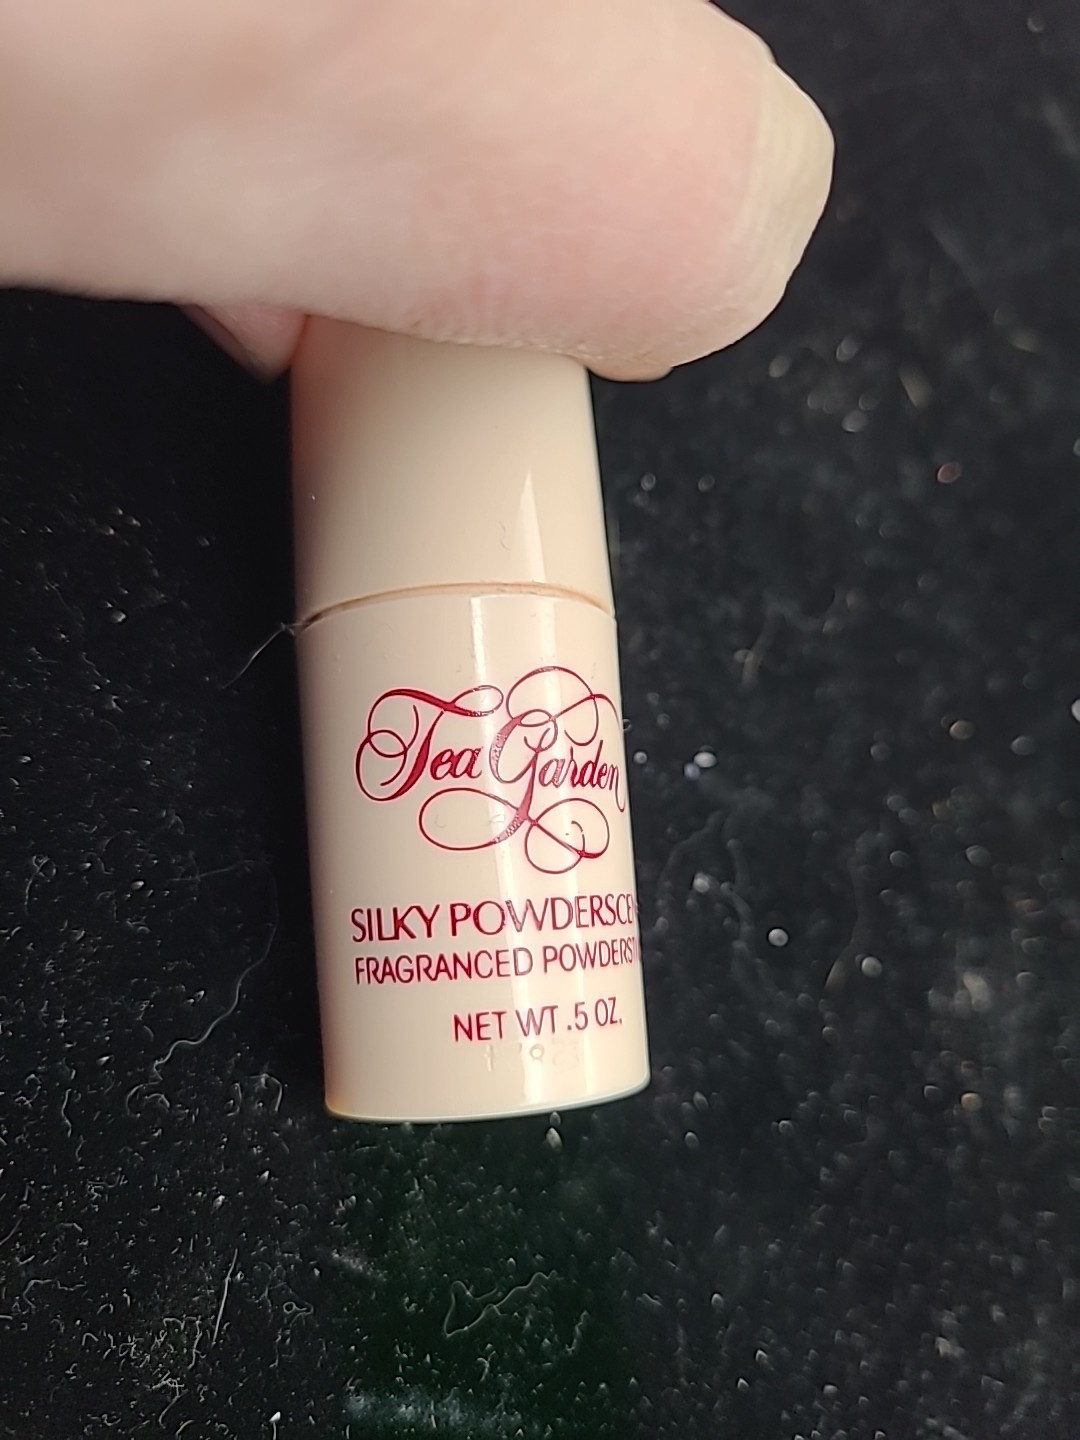 Tea Garden
SILKY POWDERSCE
FRAGRANCED POWDERST
NET WT .5 OZ.